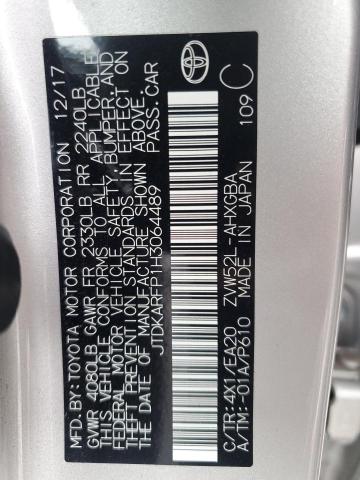 MFD. BY: TOYOTA MOTOR CORPORATION 12/17
GVWR 4080LB GAWR FR 2330LB RR 2240LB
THIS VEHICLE CONFORMS TO ALL APPLICABLE
FEDERAL MOTOR VEHICLE SAFETY, BUMPER, AND
THEFT PREVENTION STANDARDS IN EFFECT ON
THE DATE OF MANUFACTURE SHOWN ABOVE.
JTDKARFP1H3064489 PASS. CAR
C/TR:4X1/EA20 ZVW52L-AHXGBA
A/TM:-01A/P610 MADE IN JAPAN 109 C